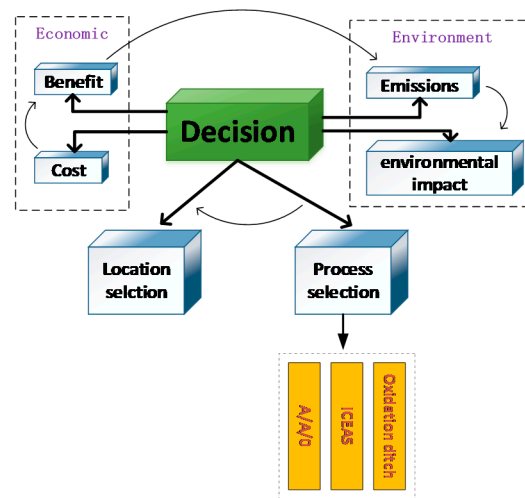 Economic
Environment
Benefit
Emissions
Decision
Cost
environmental
impact
Location
selction
Process
selection
A/A/O
ICEAS
Oxidation ditch